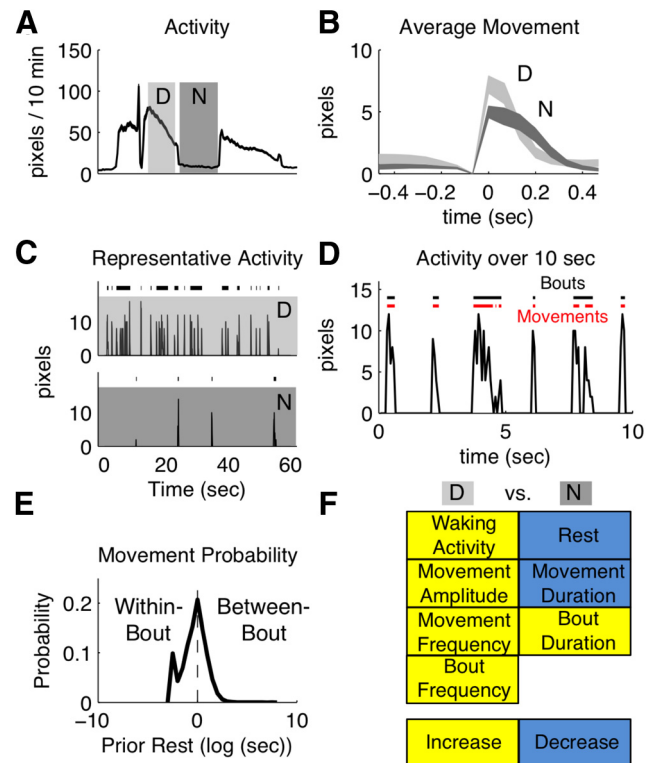 A
Activity
pixels / 10 min
150
100
50
0
D
N
B
Average Movement
pixels
10
5
0
D
N
−0.4
−0.2
0
0.2
0.4
time (sec)
C
Representative Activity
pixels
10
0
D
10
0
N
0
20
40
60
Time (sec)
D
Activity over 10 sec
pixels
15
10
5
0
Bouts
Movements
0
5
10
time (sec)
E
Movement Probability
Probability
0.2
0.1
0
Within-
Bout
Between-
Bout
−10
0
10
Prior Rest (log (sec))
F
D vs. N
Waking
Activity
Rest
Movement
Amplitude
Movement
Duration
Movement
Frequency
Bout
Duration
Bout
Frequency
Increase
Decrease